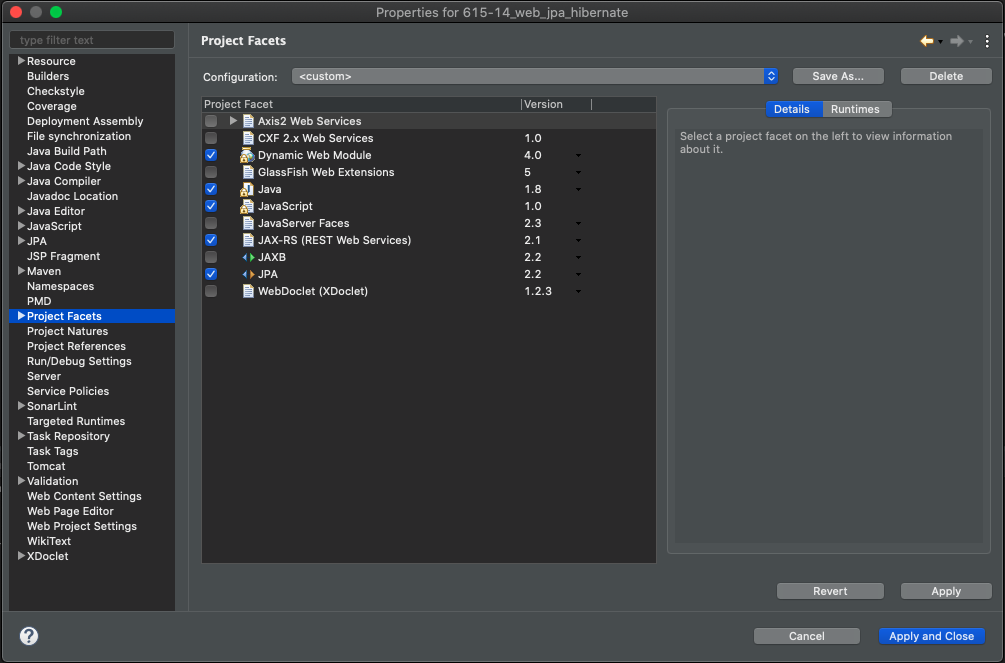 Properties for 615-14_web_jpa_hibernate
type filter text
Resource
Builders
Checkstyle
Coverage
Deployment Assembly
File synchronization
Java Build Path
Java Code Style
Java Compiler
Javadoc Location
Java Editor
JavaScript
JPA
JSP Fragment
Maven
Namespaces
PMD
Project Facets
Project Natures
Project References
Run/Debug Settings
Server
Service Policies
SonarLint
Targeted Runtimes
Task Repository
Task Tags
Tomcat
Validation
Web Content Settings
Web Page Editor
Web Project Settings
WikiText
XDoclet
Project Facets
Configuration: <custom> Save As... Delete
Project Facet Version
Axis2 Web Services
CXF 2.x Web Services 1.0
Dynamic Web Module 4.0
GlassFish Web Extensions 5
Java 1.8
JavaScript 1.0
JavaServer Faces 2.3
JAX-RS (REST Web Services) 2.1
JAXB 2.2
JPA 2.2
WebDoclet (XDoclet) 1.2.3
Details Runtimes
Select a project facet on the left to view information
about it.
Revert Apply
? Cancel Apply and Close